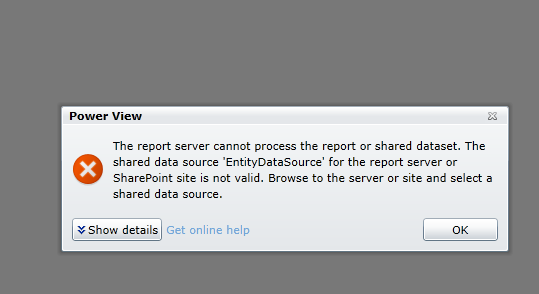 Power View
The report server cannot process the report or shared dataset. The
shared data source 'EntityDataSource' for the report server or
SharePoint site is not valid. Browse to the server or site and select a
shared data source.
Show details Get online help OK